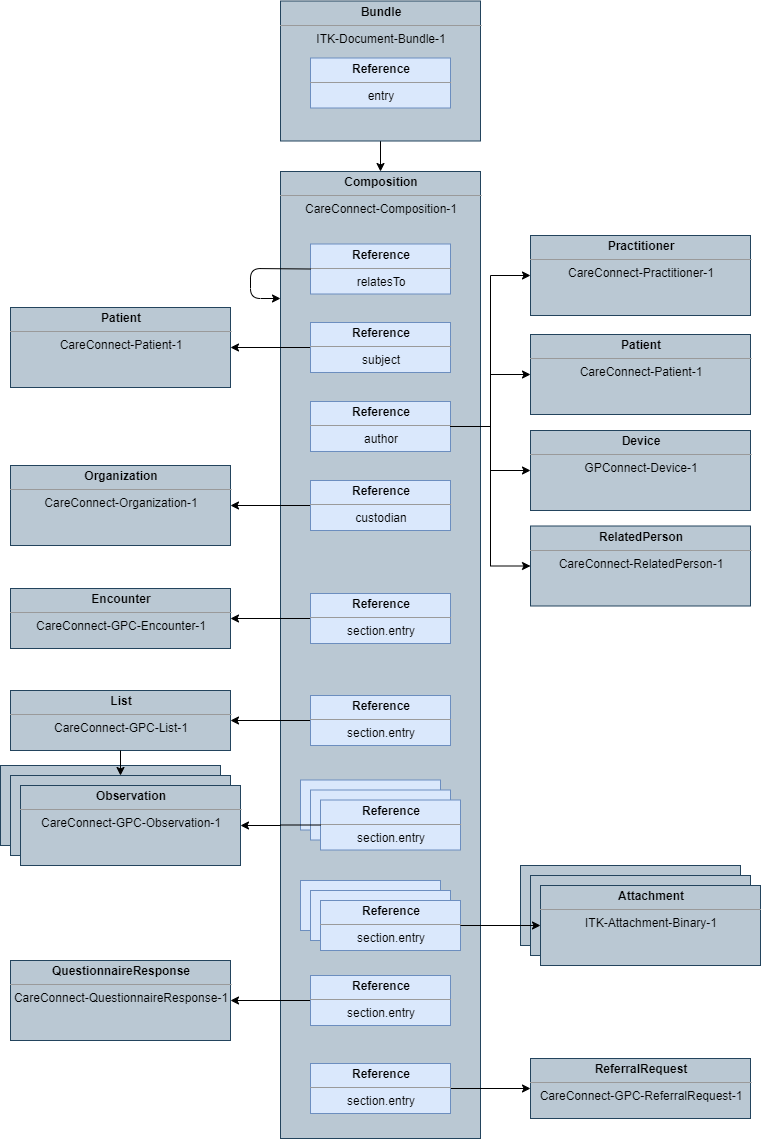 Bundle
ITK-Document-Bundle-1
Reference
entry
Composition
CareConnect-Composition-1
Reference
relatesTo
Practitioner
CareConnect-Practitioner-1
Patient
CareConnect-Patient-1
Reference
subject
Patient
CareConnect-Patient-1
Reference
author
Device
GPConnect-Device-1
Organization
CareConnect-Organization-1
Reference
custodian
RelatedPerson
CareConnect-RelatedPerson-1
Encounter
CareConnect-GPC-Encounter-1
Reference
section.entry
List
CareConnect-GPC-List-1
Reference
section.entry
Observation
CareConnect-GPC-Observation-1
Reference
section.entry
Reference
section.entry
Attachment
ITK-Attachment-Binary-1
QuestionnaireResponse
CareConnect-QuestionnaireResponse-1
Reference
section.entry
Reference
section.entry
ReferralRequest
CareConnect-GPC-ReferralRequest-1